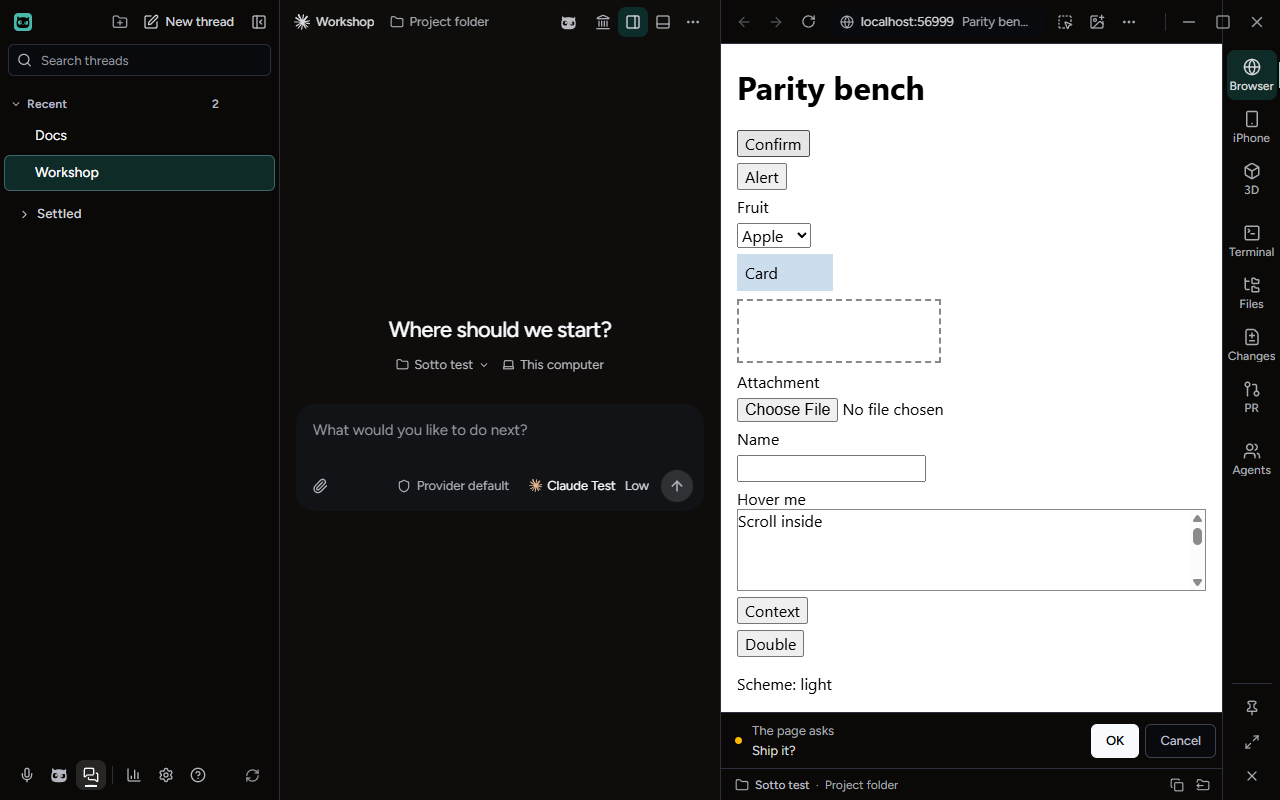 New thread
Search threads
Recent 2
Docs
Workshop
Settled
Workshop Project folder
Where should we start?
Sotto test This computer
What would you like to do next?
Provider default Claude Test Low
localhost:56999 Parity ben...
Parity bench
Confirm
Alert
Fruit
Apple
Card
Attachment
Choose File No file chosen
Name
Hover me
Scroll inside
Context
Double
Scheme: light
The page asks
Ship it?
OK Cancel
Sotto test · Project folder
Browser
iPhone
3D
Terminal
Files
Changes
PR
Agents